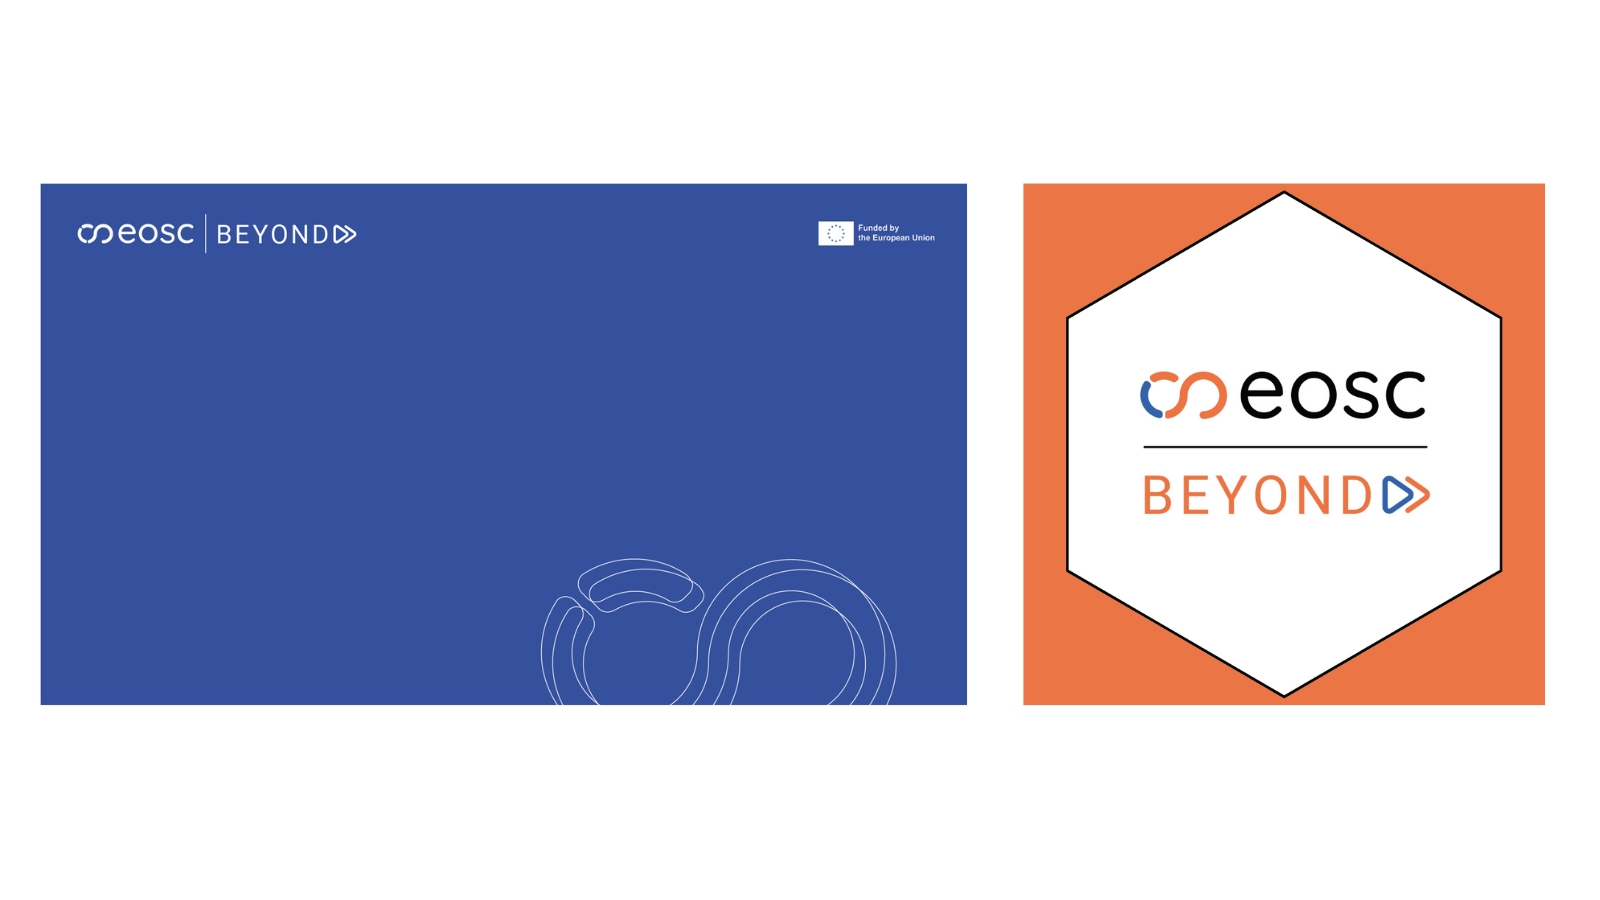 eosc BEYOND
Funded by
the European Union
eosc
BEYOND